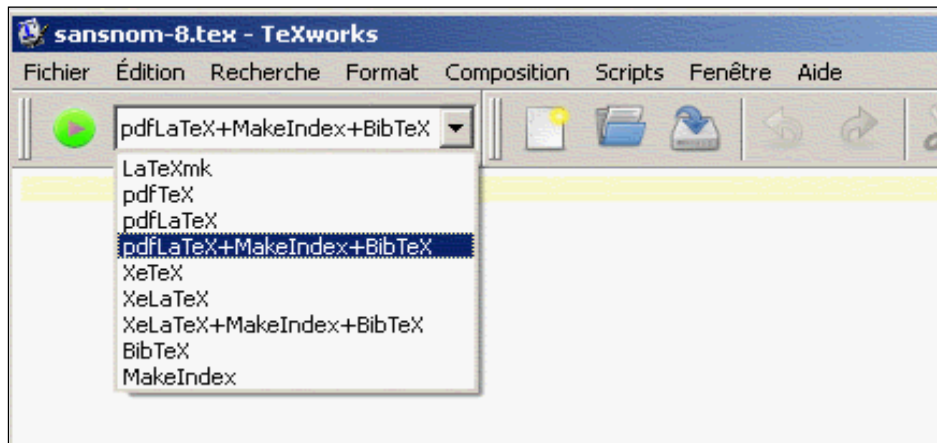 sansnom-8.tex - TeXworks
Fichier Édition Recherche Format Composition Scripts Fenêtre Aide
pdfLaTeX+MakeIndex+BibTeX
LaTeXmk
pdfTeX
pdfLaTeX
pdfLaTeX+MakeIndex+BibTeX
XeTeX
XeLaTeX
XeLaTeX+MakeIndex+BibTeX
BibTeX
MakeIndex